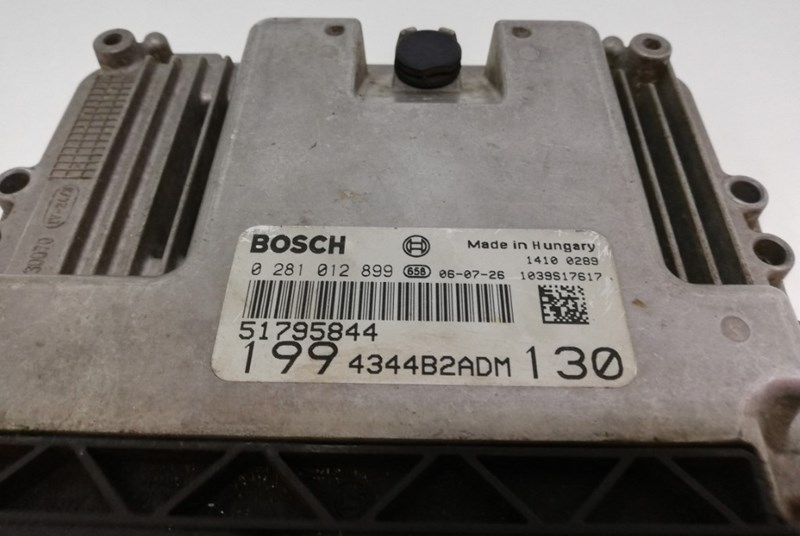 BOSCH Made in Hungary
1410 0289
0 281 012 899 658 06-07-26 1039S17617
51795844
199 4344B2ADM 130